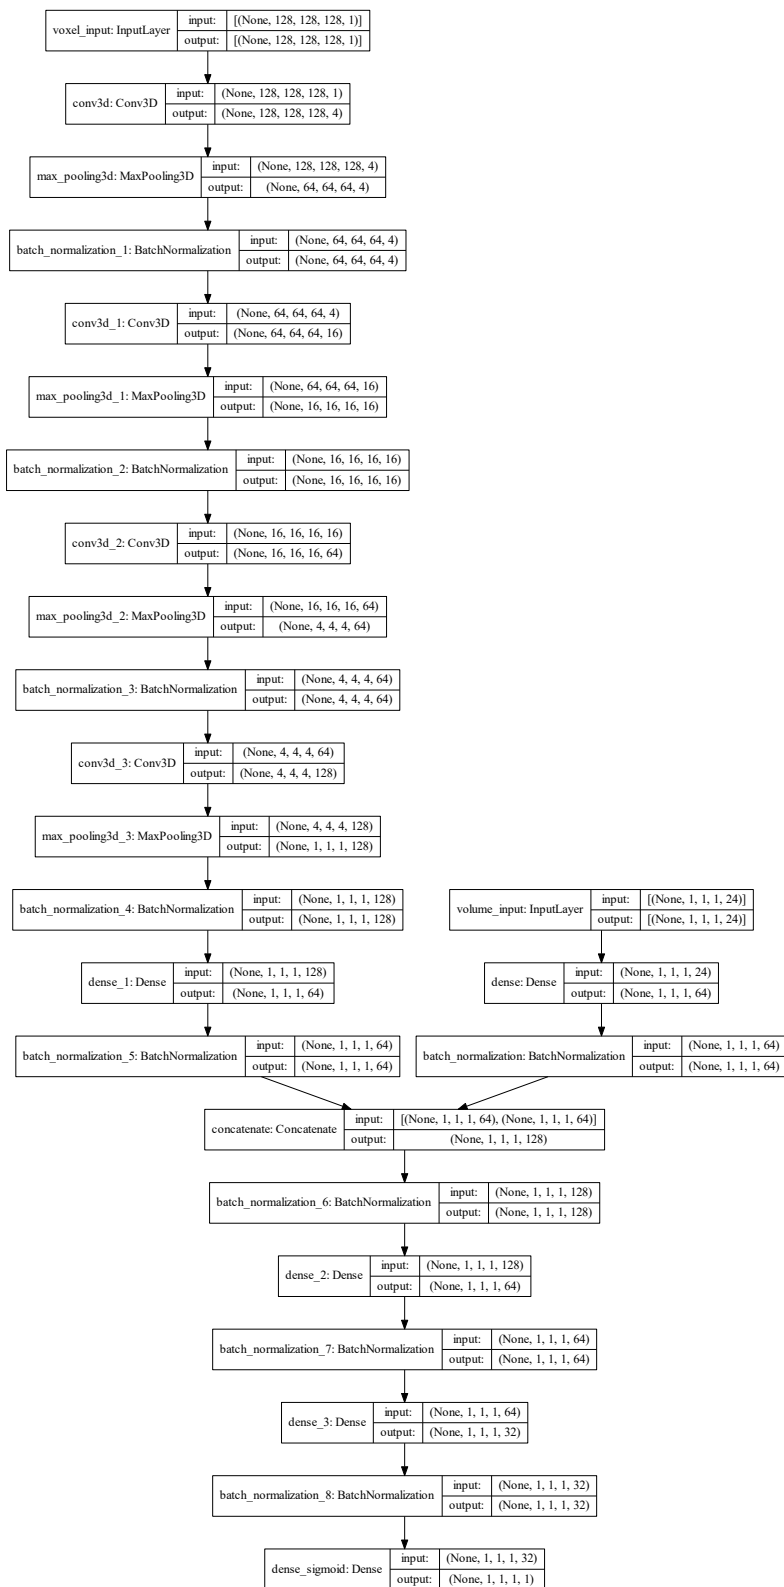 voxel_input: InputLayer
input: [(None, 128, 128, 128, 1)]
output: [(None, 128, 128, 128, 1)]
conv3d: Conv3D
input: (None, 128, 128, 128, 1)
output: (None, 128, 128, 128, 4)
max_pooling3d: MaxPooling3D
input: (None, 128, 128, 128, 4)
output: (None, 64, 64, 64, 4)
batch_normalization_1: BatchNormalization
input: (None, 64, 64, 64, 4)
output: (None, 64, 64, 64, 4)
conv3d_1: Conv3D
input: (None, 64, 64, 64, 4)
output: (None, 64, 64, 64, 16)
max_pooling3d_1: MaxPooling3D
input: (None, 64, 64, 64, 16)
output: (None, 16, 16, 16, 16)
batch_normalization_2: BatchNormalization
input: (None, 16, 16, 16, 16)
output: (None, 16, 16, 16, 16)
conv3d_2: Conv3D
input: (None, 16, 16, 16, 16)
output: (None, 16, 16, 16, 64)
max_pooling3d_2: MaxPooling3D
input: (None, 16, 16, 16, 64)
output: (None, 4, 4, 4, 64)
batch_normalization_3: BatchNormalization
input: (None, 4, 4, 4, 64)
output: (None, 4, 4, 4, 64)
conv3d_3: Conv3D
input: (None, 4, 4, 4, 64)
output: (None, 4, 4, 4, 128)
max_pooling3d_3: MaxPooling3D
input: (None, 4, 4, 4, 128)
output: (None, 1, 1, 1, 128)
batch_normalization_4: BatchNormalization
input: (None, 1, 1, 1, 128)
output: (None, 1, 1, 1, 128)
volume_input: InputLayer
input: [(None, 1, 1, 1, 24)]
output: [(None, 1, 1, 1, 24)]
dense_1: Dense
input: (None, 1, 1, 1, 128)
output: (None, 1, 1, 1, 64)
dense: Dense
input: (None, 1, 1, 1, 24)
output: (None, 1, 1, 1, 64)
batch_normalization_5: BatchNormalization
input: (None, 1, 1, 1, 64)
output: (None, 1, 1, 1, 64)
batch_normalization: BatchNormalization
input: (None, 1, 1, 1, 64)
output: (None, 1, 1, 1, 64)
concatenate: Concatenate
input: [(None, 1, 1, 1, 64), (None, 1, 1, 1, 64)]
output: (None, 1, 1, 1, 128)
batch_normalization_6: BatchNormalization
input: (None, 1, 1, 1, 128)
output: (None, 1, 1, 1, 128)
dense_2: Dense
input: (None, 1, 1, 1, 128)
output: (None, 1, 1, 1, 64)
batch_normalization_7: BatchNormalization
input: (None, 1, 1, 1, 64)
output: (None, 1, 1, 1, 64)
dense_3: Dense
input: (None, 1, 1, 1, 64)
output: (None, 1, 1, 1, 32)
batch_normalization_8: BatchNormalization
input: (None, 1, 1, 1, 32)
output: (None, 1, 1, 1, 32)
dense_sigmoid: Dense
input: (None, 1, 1, 1, 32)
output: (None, 1, 1, 1, 1)